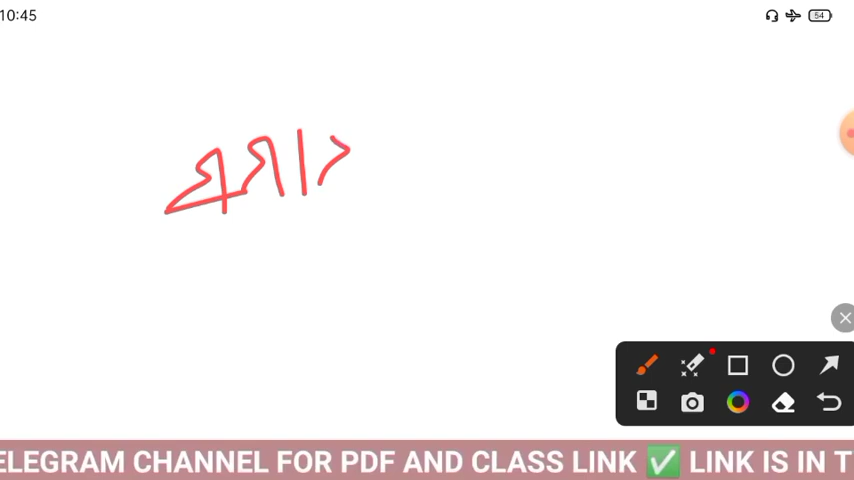 10:45
54
ELEGRAM CHANNEL FOR PDF AND CLASS LINK ✅ LINK IS IN T